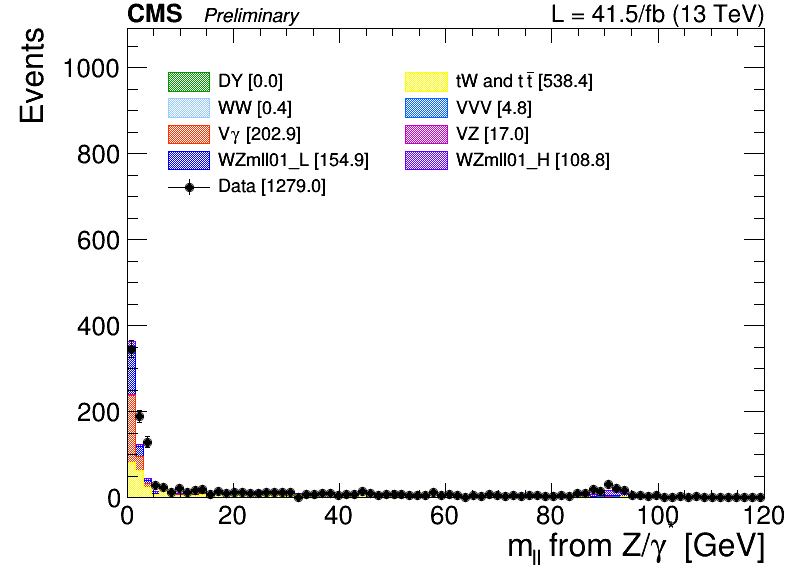 CMS Preliminary L = 41.5/fb (13 TeV)
Events
1000
800
600
400
200
0
DY [0.0]
tW and tt̄ [538.4]
WW [0.4]
VVV [4.8]
Vγ [202.9]
VZ [17.0]
WZmll01_L [154.9]
WZmll01_H [108.8]
Data [1279.0]
0 20 40 60 80 100 120
m_ll from Z/γ* [GeV]